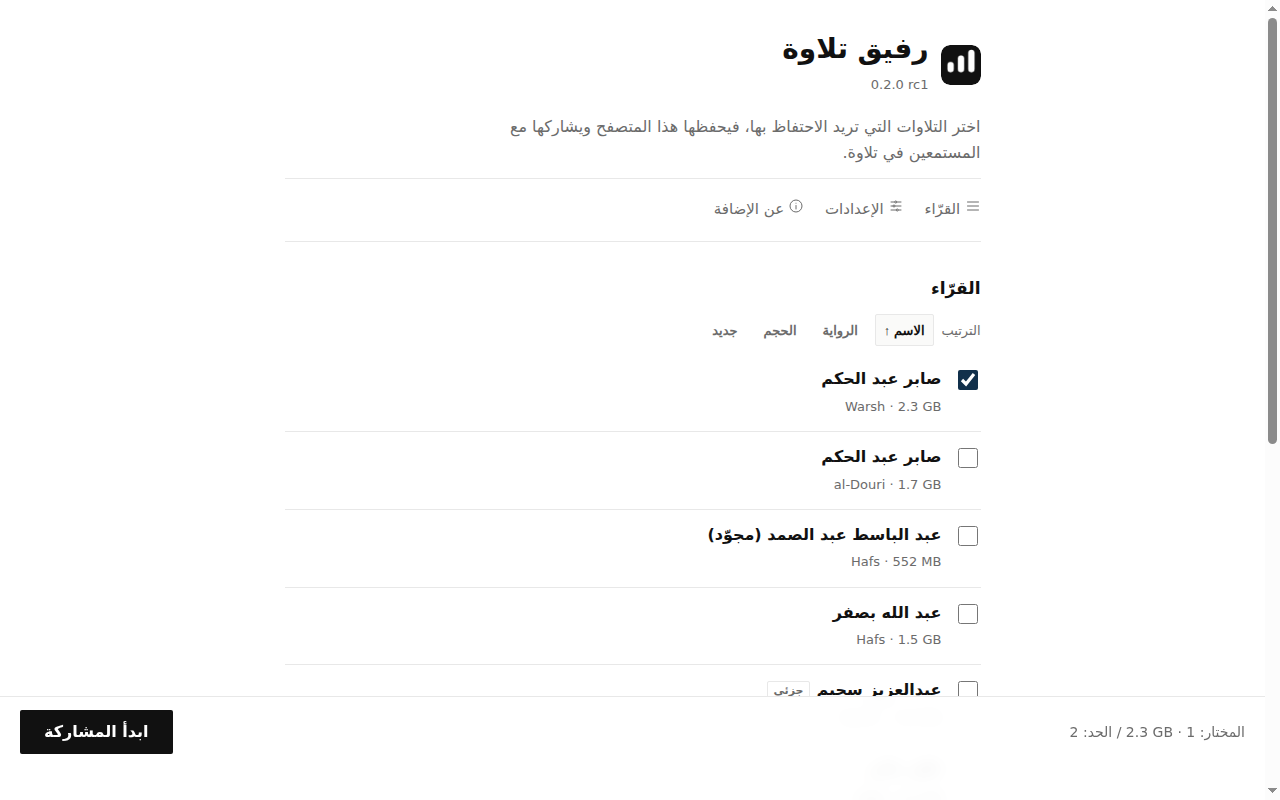 رفيق تلاوة
0.2.0 rc1
اختر التلاوات التي تريد الاحتفاظ بها، فيحفظها هذا المتصفح ويشاركها مع
المستمعين في تلاوة.
القرّاء الإعدادات عن الإضافة
القرّاء
الترتيب الاسم ↑ الرواية الحجم جديد
صابر عبد الحكم
Warsh · 2.3 GB
صابر عبد الحكم
al-Douri · 1.7 GB
عبد الباسط عبد الصمد (مجوّد)
Hafs · 552 MB
عبد الله بصفر
Hafs · 1.5 GB
عبدالعزيز سحيم جزئي
المختار: 1 · 2.3 GB / الحد: 2
ابدأ المشاركة